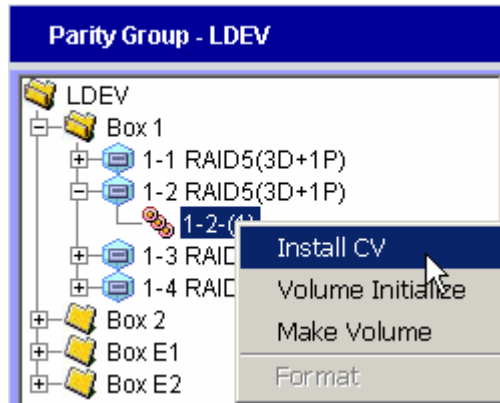 Parity Group - LDEV
LDEV
Box 1
1-1 RAID5(3D+1P)
1-2 RAID5(3D+1P)
1-2-(1)
Install CV
1-3 RAID
Volume Initialize
1-4 RAID
Make Volume
Box 2
Box E1
Format
Box E2